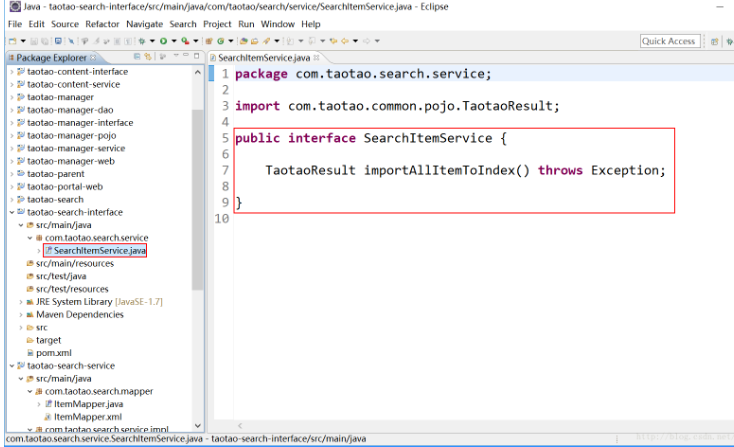 Java - taotao-search-interface/src/main/java/com/taotao/search/service/SearchItemService.java - Eclipse
File Edit Source Refactor Navigate Search Project Run Window Help
Quick Access
Package Explorer
SearchItemService.java
taotao-content-interface
taotao-content-service
taotao-manager
taotao-manager-dao
taotao-manager-interface
taotao-manager-pojo
taotao-manager-service
taotao-manager-web
taotao-parent
taotao-portal-web
taotao-search
taotao-search-interface
src/main/java
com.taotao.search.service
SearchItemService.java
src/main/resources
src/test/java
src/test/resources
JRE System Library [JavaSE-1.7]
Maven Dependencies
src
target
pom.xml
taotao-search-service
src/main/java
com.taotao.search.mapper
ItemMapper.java
ItemMapper.xml
com.taotao.search.service.impl
1 package com.taotao.search.service;
2
3 import com.taotao.common.pojo.TaotaoResult;
4
5 public interface SearchItemService {
6
7 TaotaoResult importAllItemToIndex() throws Exception;
8
9 }
10
com.taotao.search.service.SearchItemService.java - taotao-search-interface/src/main/java